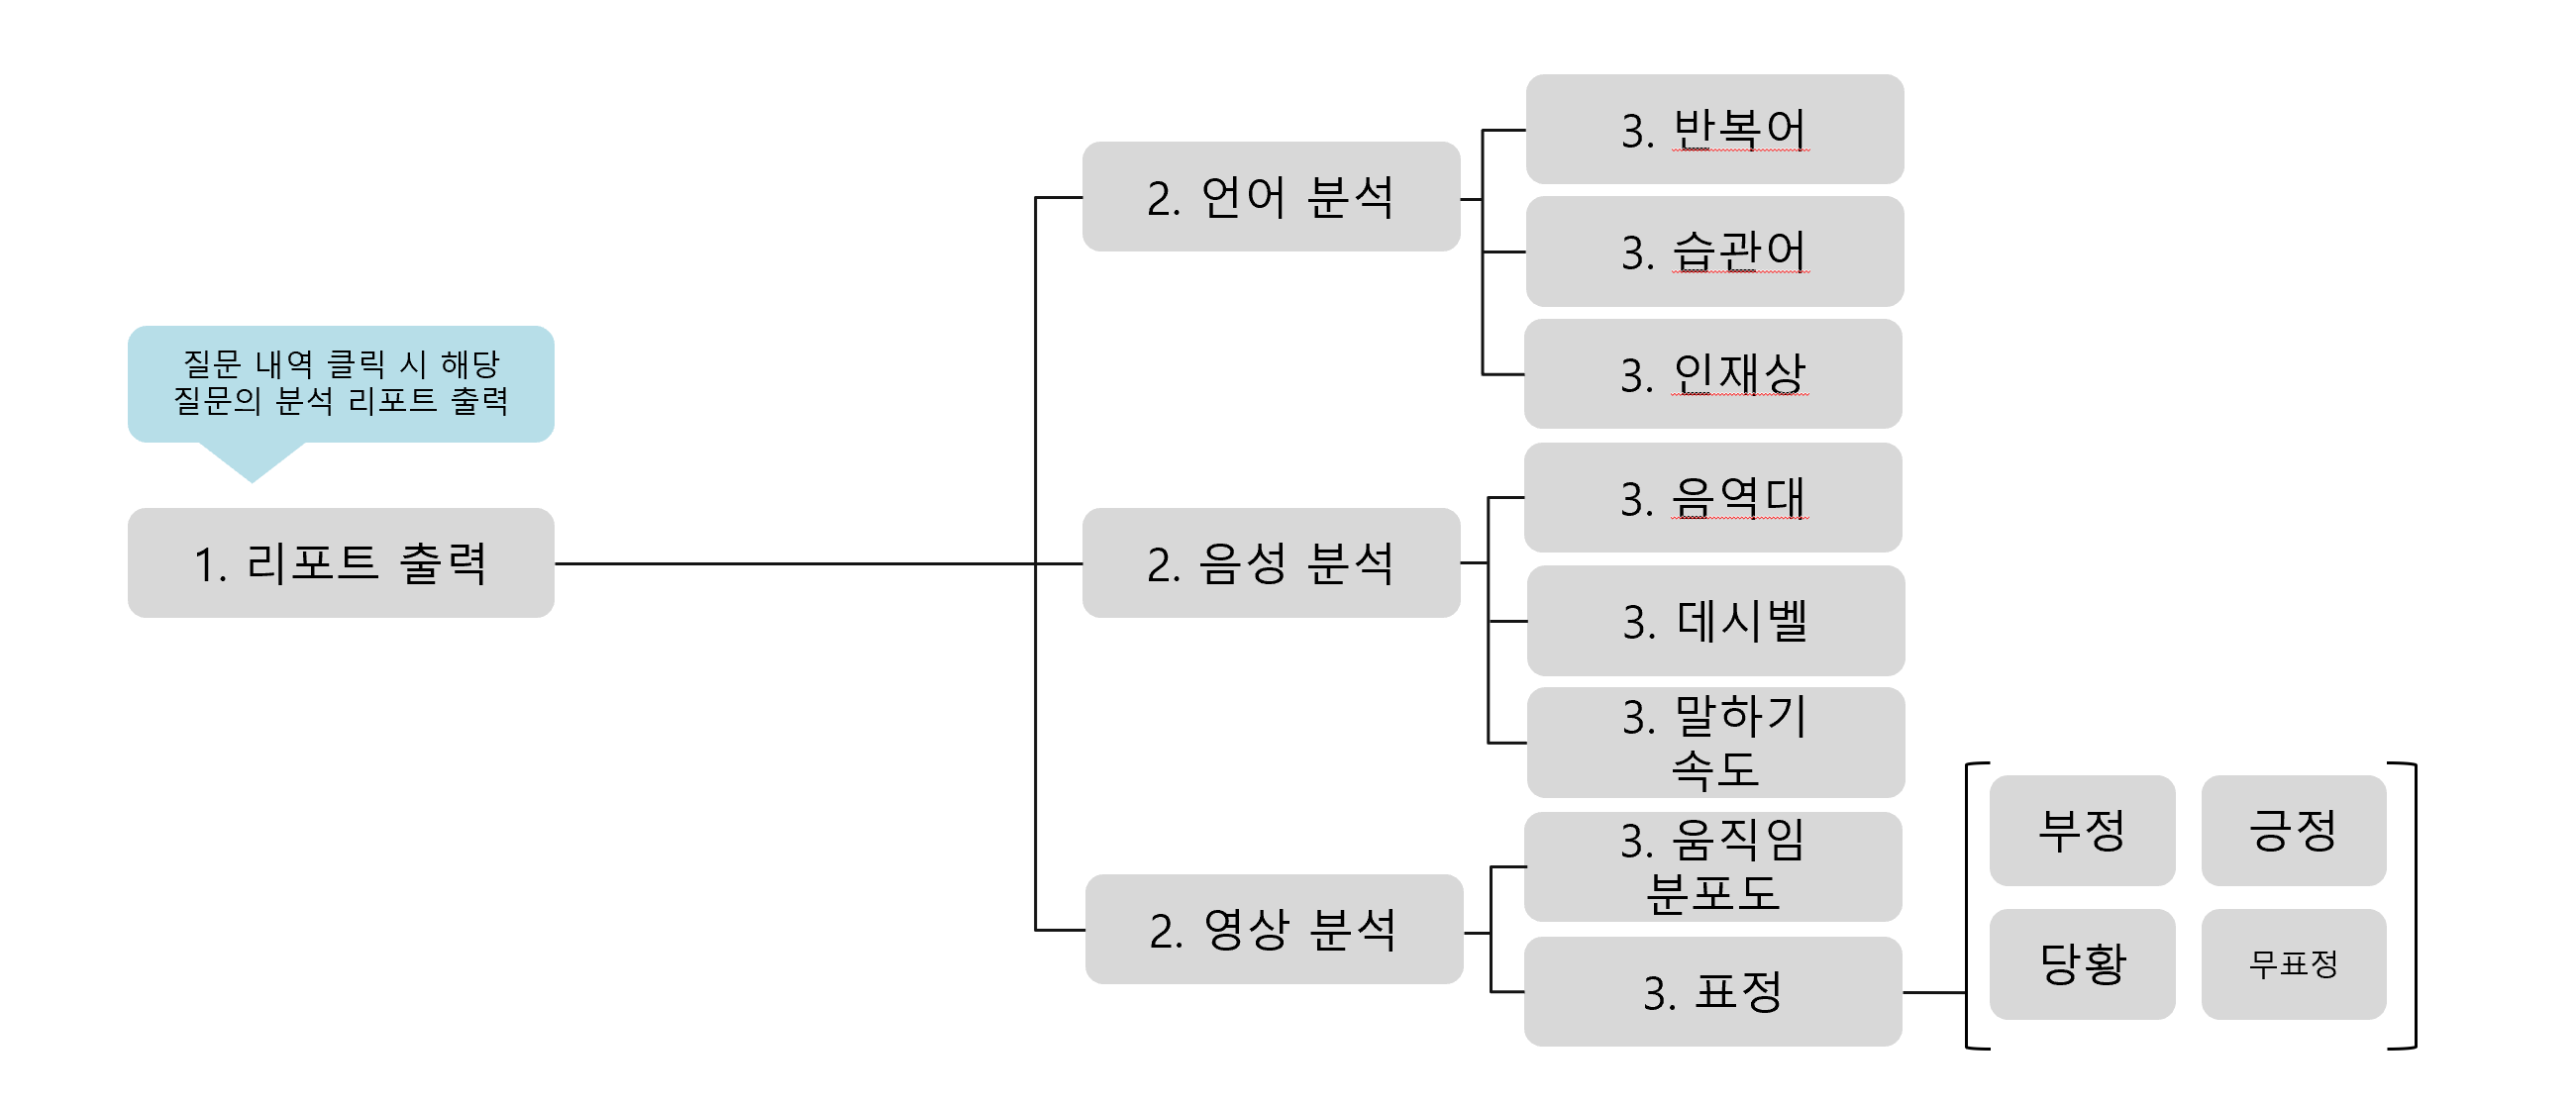 질문 내역 클릭 시 해당
질문의 분석 리포트 출력
1. 리포트 출력
2. 언어 분석
3. 반복어
3. 습관어
3. 인재상
2. 음성 분석
3. 음역대
3. 데시벨
3. 말하기
속도
2. 영상 분석
3. 움직임
분포도
3. 표정
부정
긍정
당황
무표정